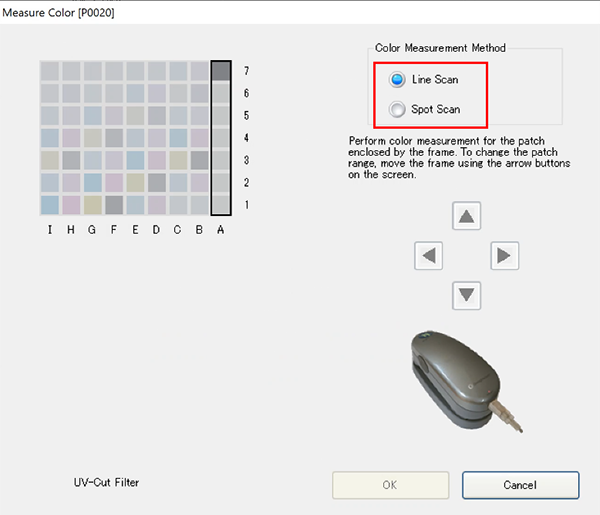 Measure Color [P0020]
Color Measurement Method
Line Scan
Spot Scan
Perform color measurement for the patch
enclosed by the frame. To change the patch
range, move the frame using the arrow buttons
on the screen.
7
6
5
4
3
2
1
I H G F E D C B A
UV-Cut Filter
OK
Cancel